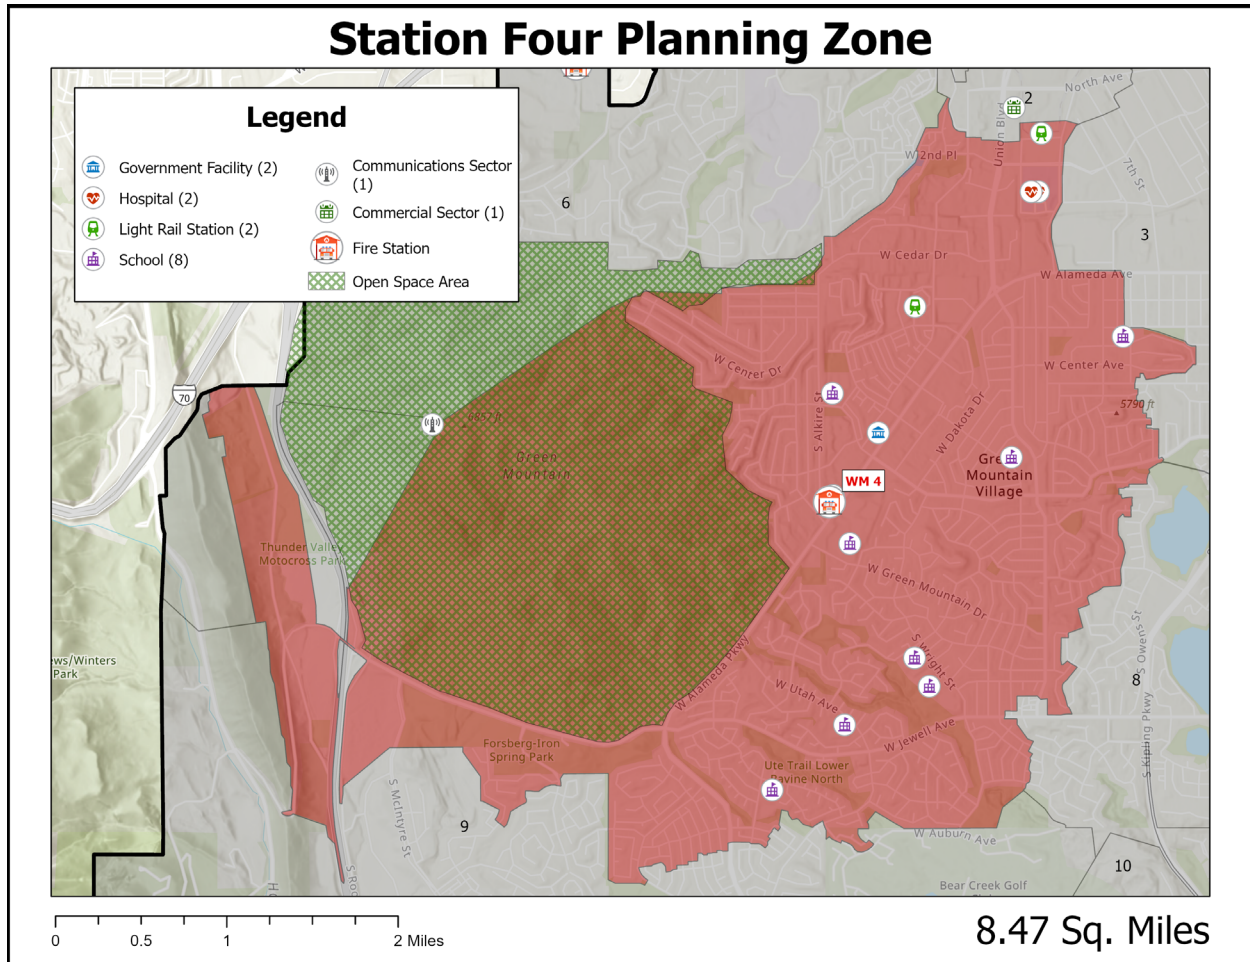 Station Four Planning Zone
Legend
Government Facility (2)
Hospital (2)
Light Rail Station (2)
School (8)
Communications Sector
(1)
Commercial Sector (1)
Fire Station
Open Space Area
North Ave
2
Union Blvd
W 2nd Pl
7th St
6
3
W Cedar Dr
W Alameda Ave
W Center Dr
W Center Ave
70
5790 ft
6857 ft
S Alkire St
W Dakota Dr
Green
Mountain
Green
Mountain
Village
WM 4
Thunder Valley
Motocross Park
W Green Mountain Dr
S Owens St
S Wright St
ews/Winters
Park
W Alameda Pkwy
8
W Utah Ave
S Kipling Pkwy
W Jewell Ave
Forsberg-Iron
Spring Park
Ute Trail Lower
Ravine North
S McIntyre St
9
W Auburn Ave
10
S Roo
Bear Creek Golf
0
0.5
1
2 Miles
8.47 Sq. Miles